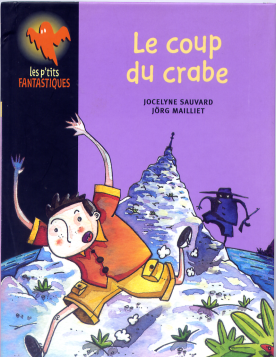 les p'tits
FANTASTIQUES
Le coup
du crabe
JOCELYNE SAUVARD
JÖRG MAILLIET